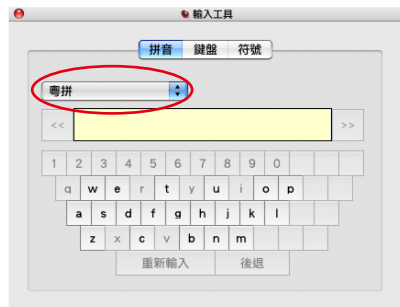 輸入工具
拼音 鍵盤 符號
粵拼
<< >>
1 2 3 4 5 6 7 8 9 0
q w e r t y u i o p
a s d f g h j k l
z x c v b n m
重新輸入 後退